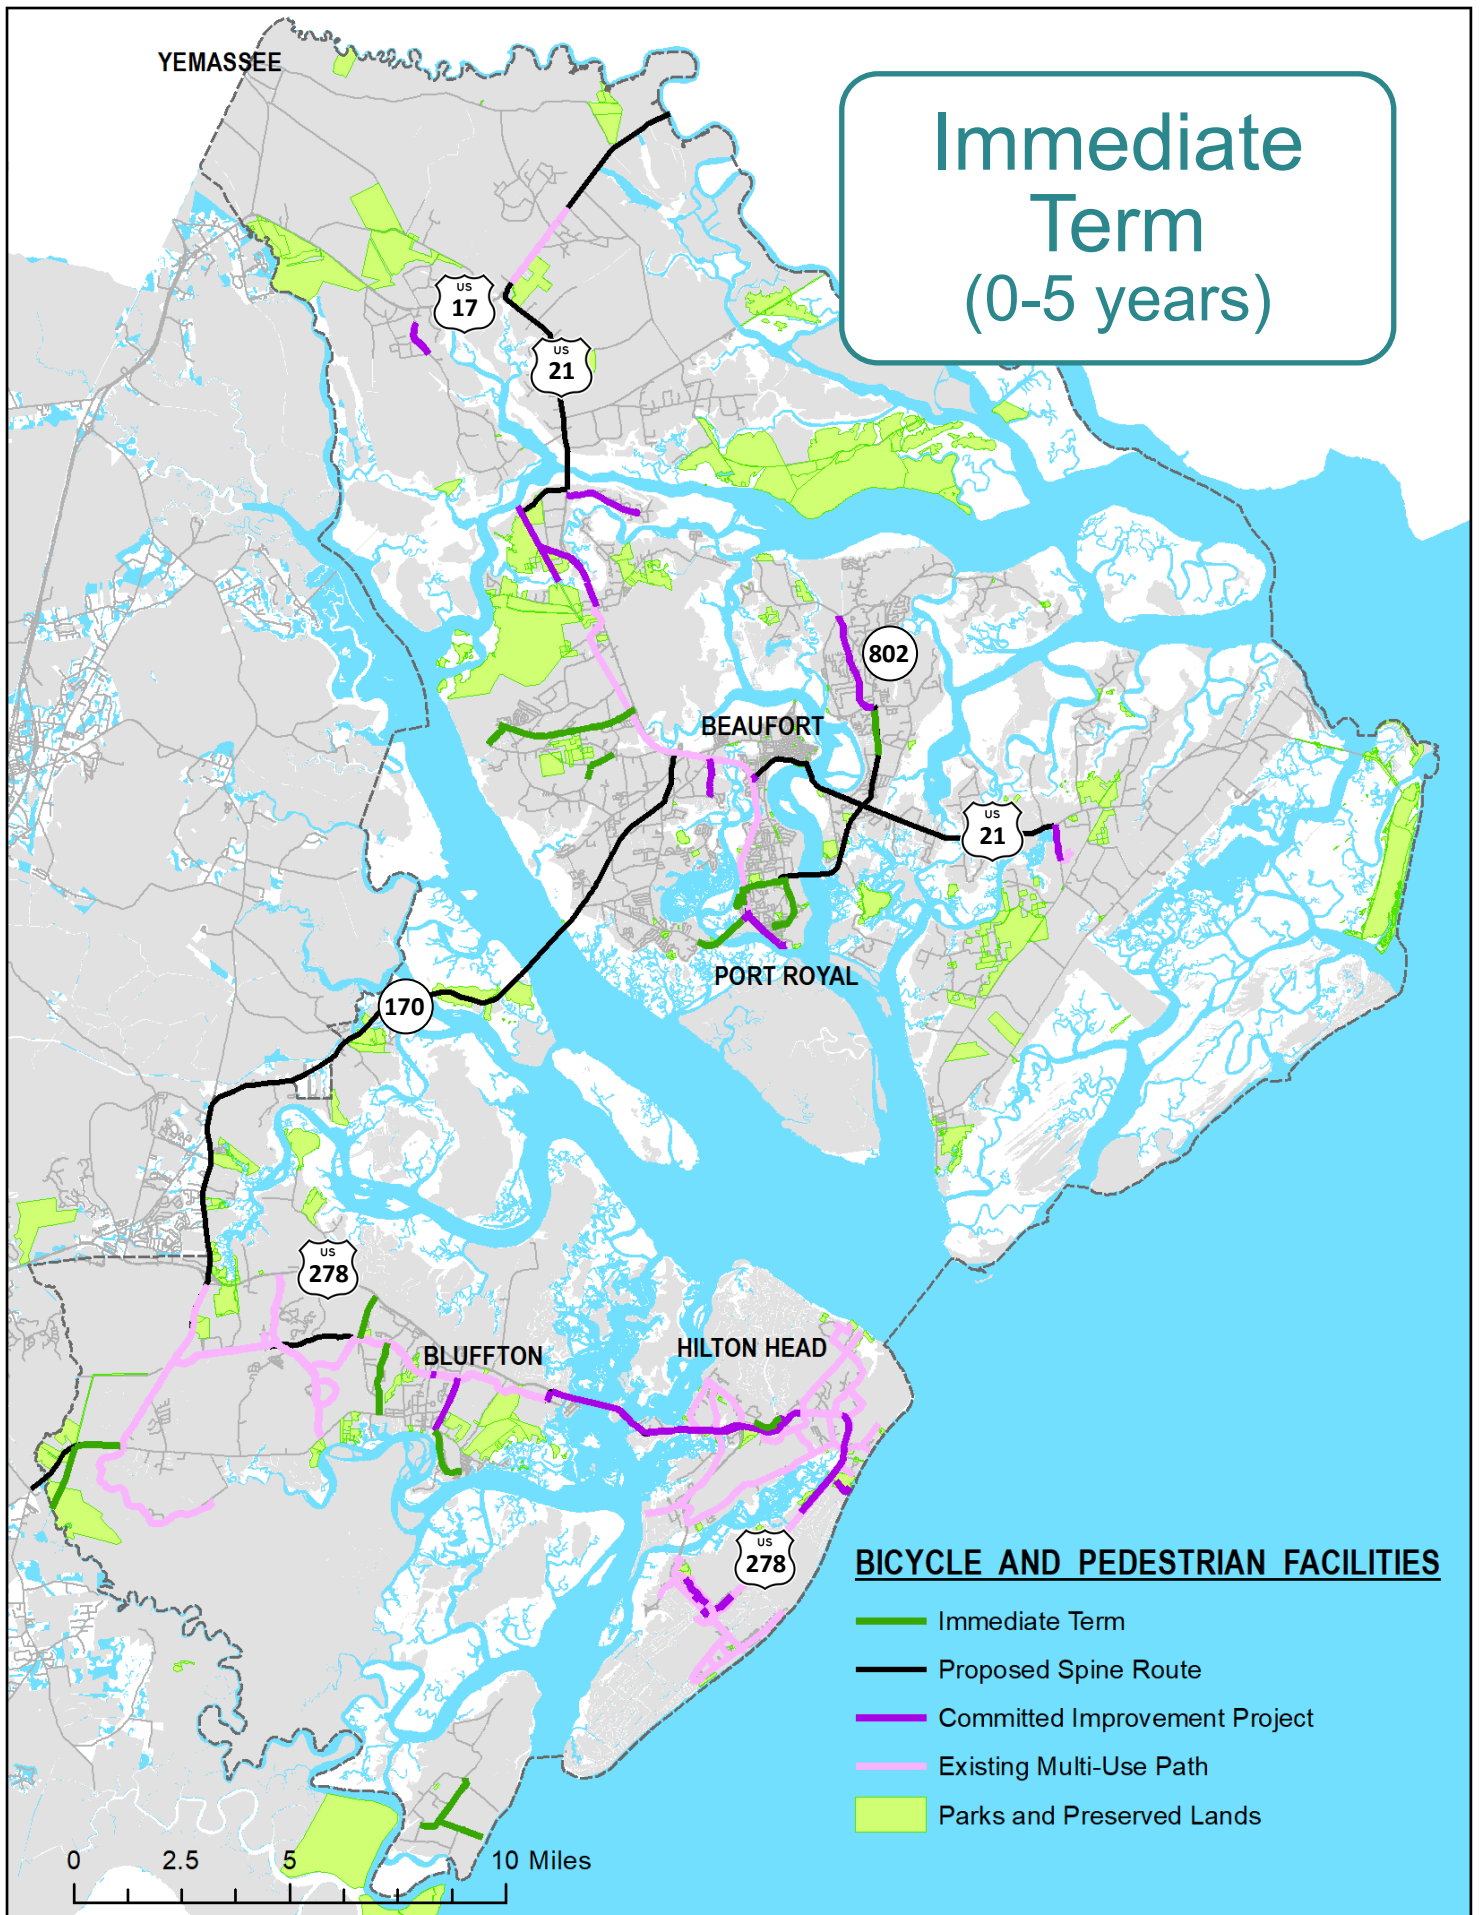 YEMASSEE
Immediate
Term
(0-5 years)
US
17
US
21
802
BEAUFORT
US
21
PORT ROYAL
170
US
278
BLUFFTON
HILTON HEAD
US
278
BICYCLE AND PEDESTRIAN FACILITIES
Immediate Term
Proposed Spine Route
Committed Improvement Project
Existing Multi-Use Path
Parks and Preserved Lands
0 2.5 5 10 Miles